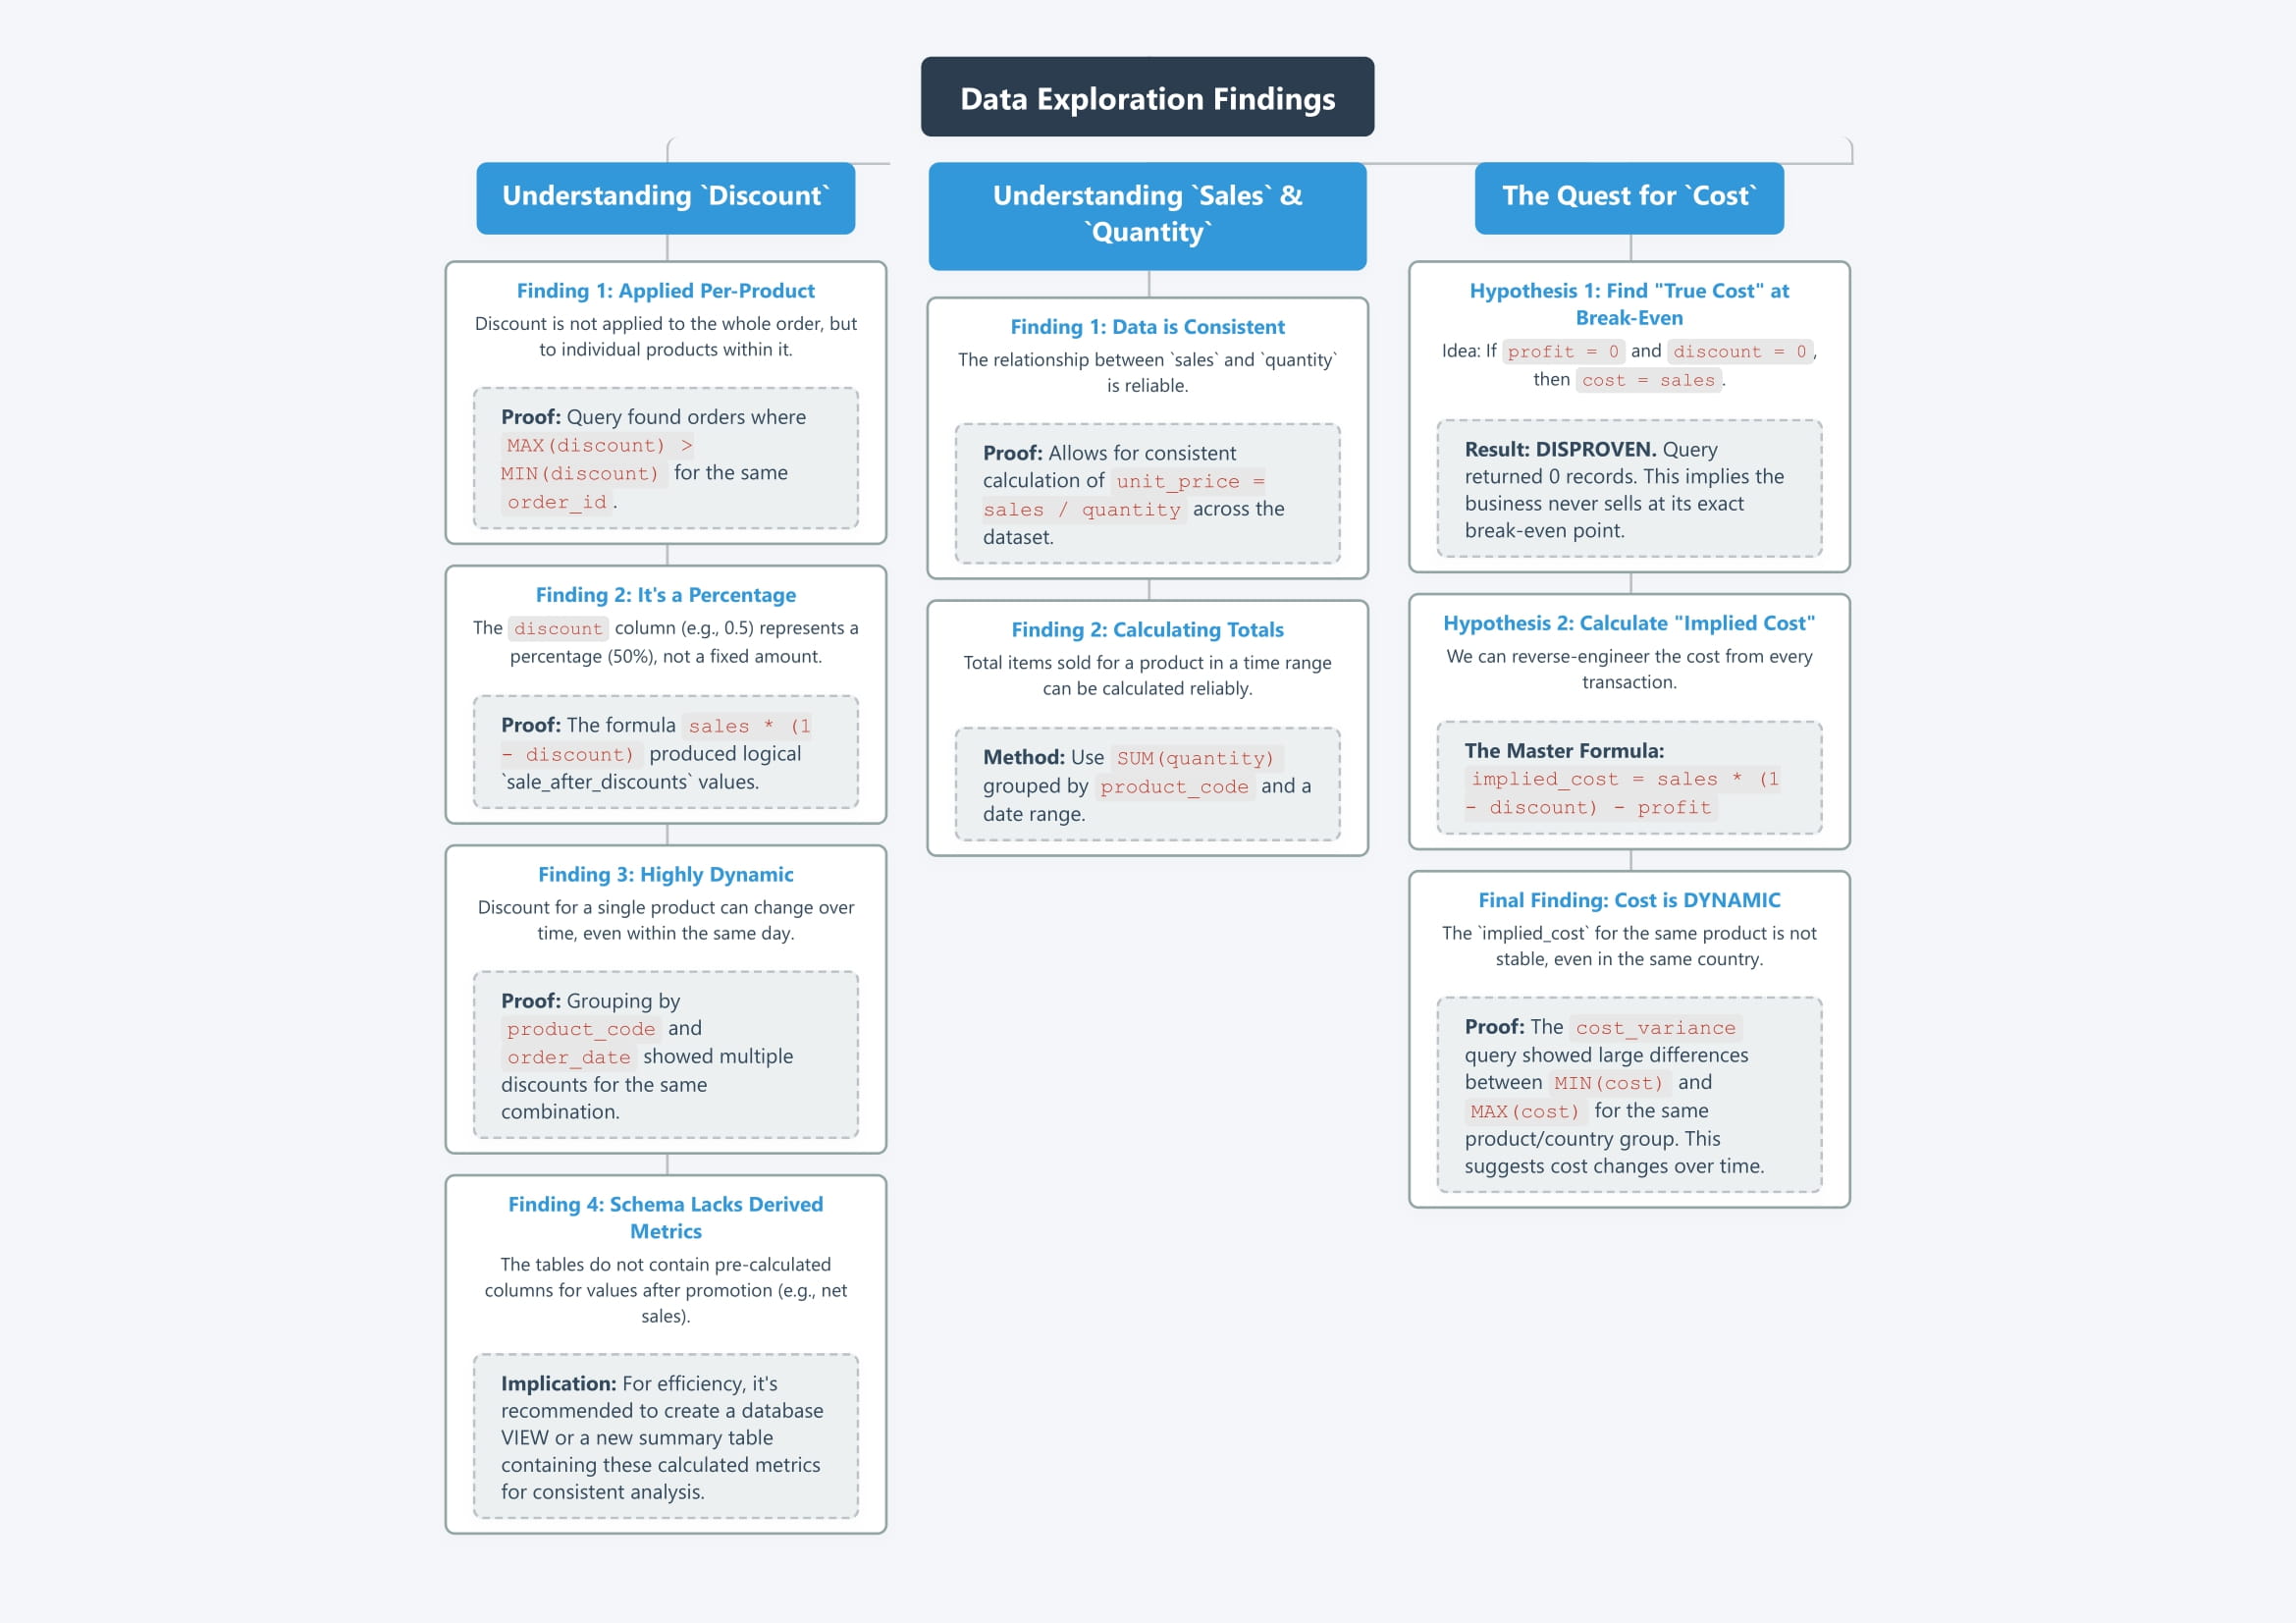 Data Exploration Findings
Understanding `Discount`
Finding 1: Applied Per-Product
Discount is not applied to the whole order, but
to individual products within it.
Proof: Query found orders where
MAX(discount) >
MIN(discount) for the same
order_id.
Finding 2: It's a Percentage
The discount column (e.g., 0.5) represents a
percentage (50%), not a fixed amount.
Proof: The formula sales * (1
- discount) produced logical
`sale_after_discounts` values.
Finding 3: Highly Dynamic
Discount for a single product can change over
time, even within the same day.
Proof: Grouping by
product_code and
order_date showed multiple
discounts for the same
combination.
Finding 4: Schema Lacks Derived
Metrics
The tables do not contain pre-calculated
columns for values after promotion (e.g., net
sales).
Implication: For efficiency, it's
recommended to create a database
VIEW or a new summary table
containing these calculated metrics
for consistent analysis.
Understanding `Sales` &
`Quantity`
Finding 1: Data is Consistent
The relationship between `sales` and `quantity`
is reliable.
Proof: Allows for consistent
calculation of unit_price =
sales / quantity across the
dataset.
Finding 2: Calculating Totals
Total items sold for a product in a time range
can be calculated reliably.
Method: Use SUM(quantity)
grouped by product_code and a
date range.
The Quest for `Cost`
Hypothesis 1: Find "True Cost" at
Break-Even
Idea: If profit = 0 and discount = 0,
then cost = sales.
Result: DISPROVEN. Query
returned 0 records. This implies the
business never sells at its exact
break-even point.
Hypothesis 2: Calculate "Implied Cost"
We can reverse-engineer the cost from every
transaction.
The Master Formula:
implied_cost = sales * (1
- discount) - profit
Final Finding: Cost is DYNAMIC
The `implied_cost` for the same product is not
stable, even in the same country.
Proof: The cost_variance
query showed large differences
between MIN(cost) and
MAX(cost) for the same
product/country group. This
suggests cost changes over time.